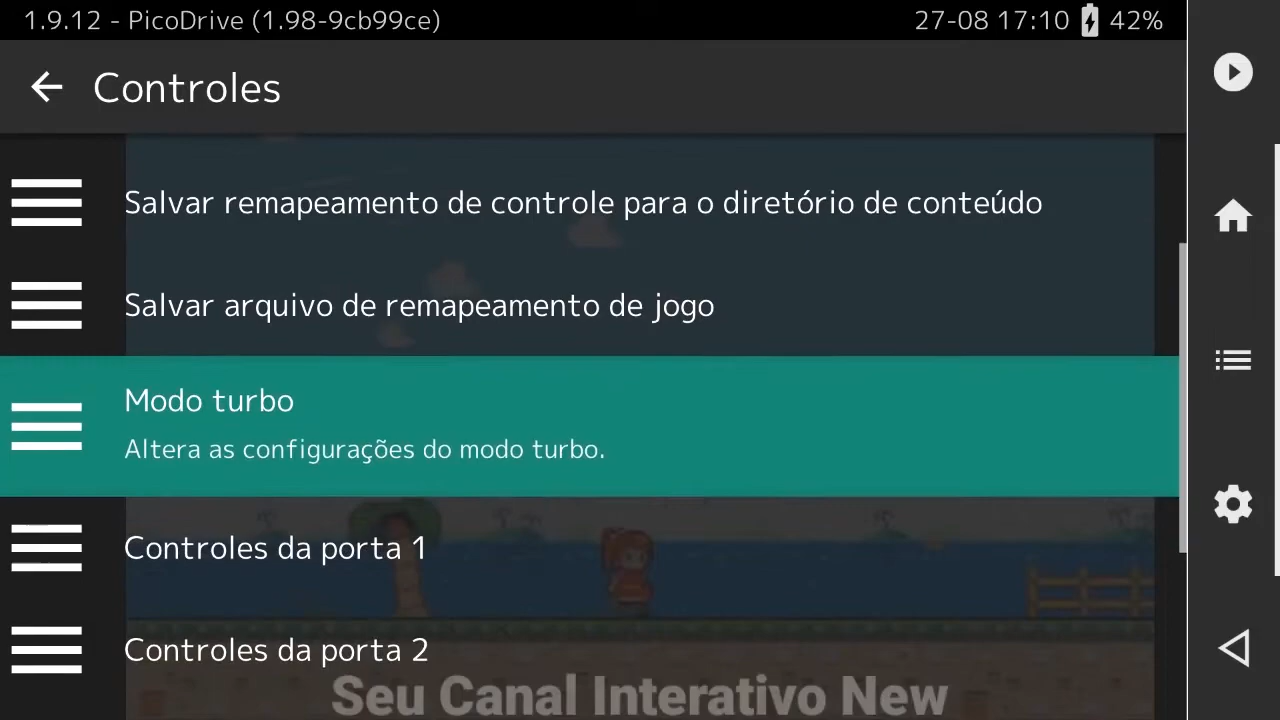 1.9.12 - PicoDrive (1.98-9cb99ce)
27-08 17:10 42%
Controles
Salvar remapeamento de controle para o diretório de conteúdo
Salvar arquivo de remapeamento de jogo
Modo turbo
Altera as configurações do modo turbo.
Controles da porta 1
Controles da porta 2
Seu Canal Interativo New